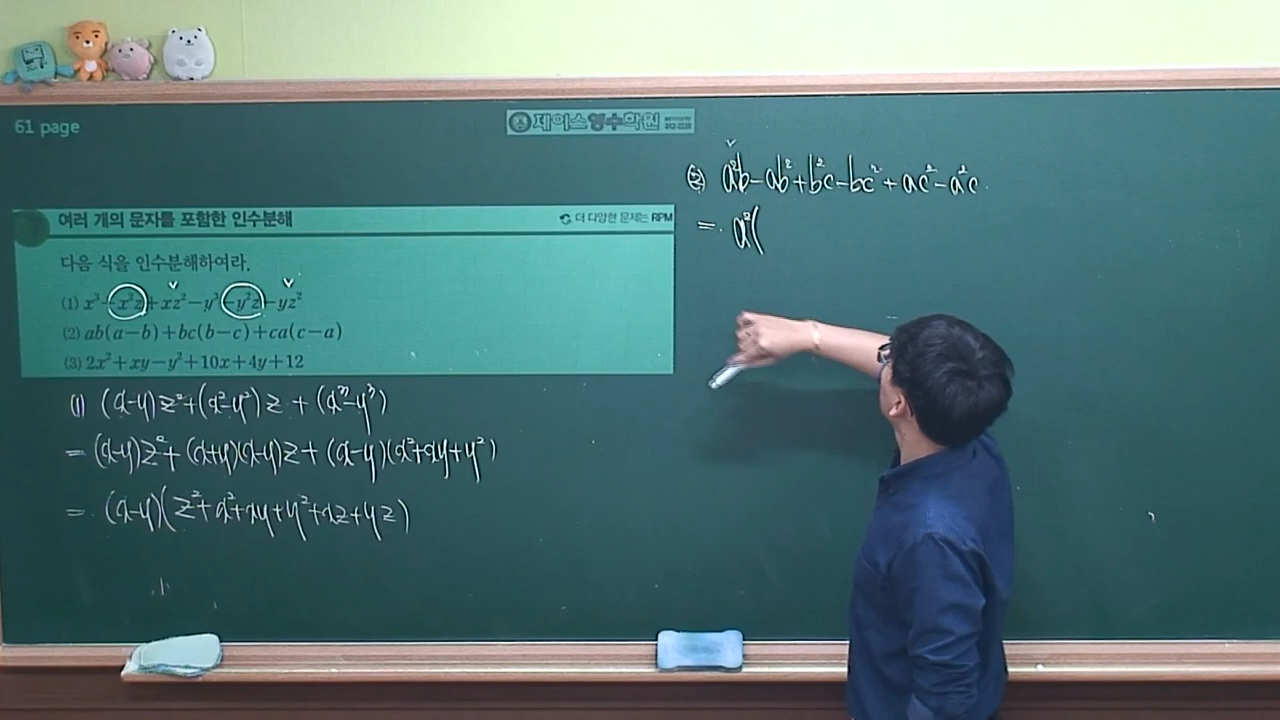 61 page
제이스영수학원
여러 개의 문자를 포함한 인수분해
더 다양한 문제는 RPM
다음 식을 인수분해하여라.
(1) x³-x²z+xz²-y³-y²z-yz²
(2) ab(a-b)+bc(b-c)+ca(c-a)
(3) 2x²+xy-y²+10x+4y+12
(1) (x-y)z²+(x²-y²)z+(x³-y³)
=(x-y)z²+(x+y)(x-y)z+(x-y)(x²+xy+y²)
=(x-y)(z²+x²+xy+y²+xz+yz)
(2) a²b-ab²+b²c-bc²+ac²-a²c
= a²(